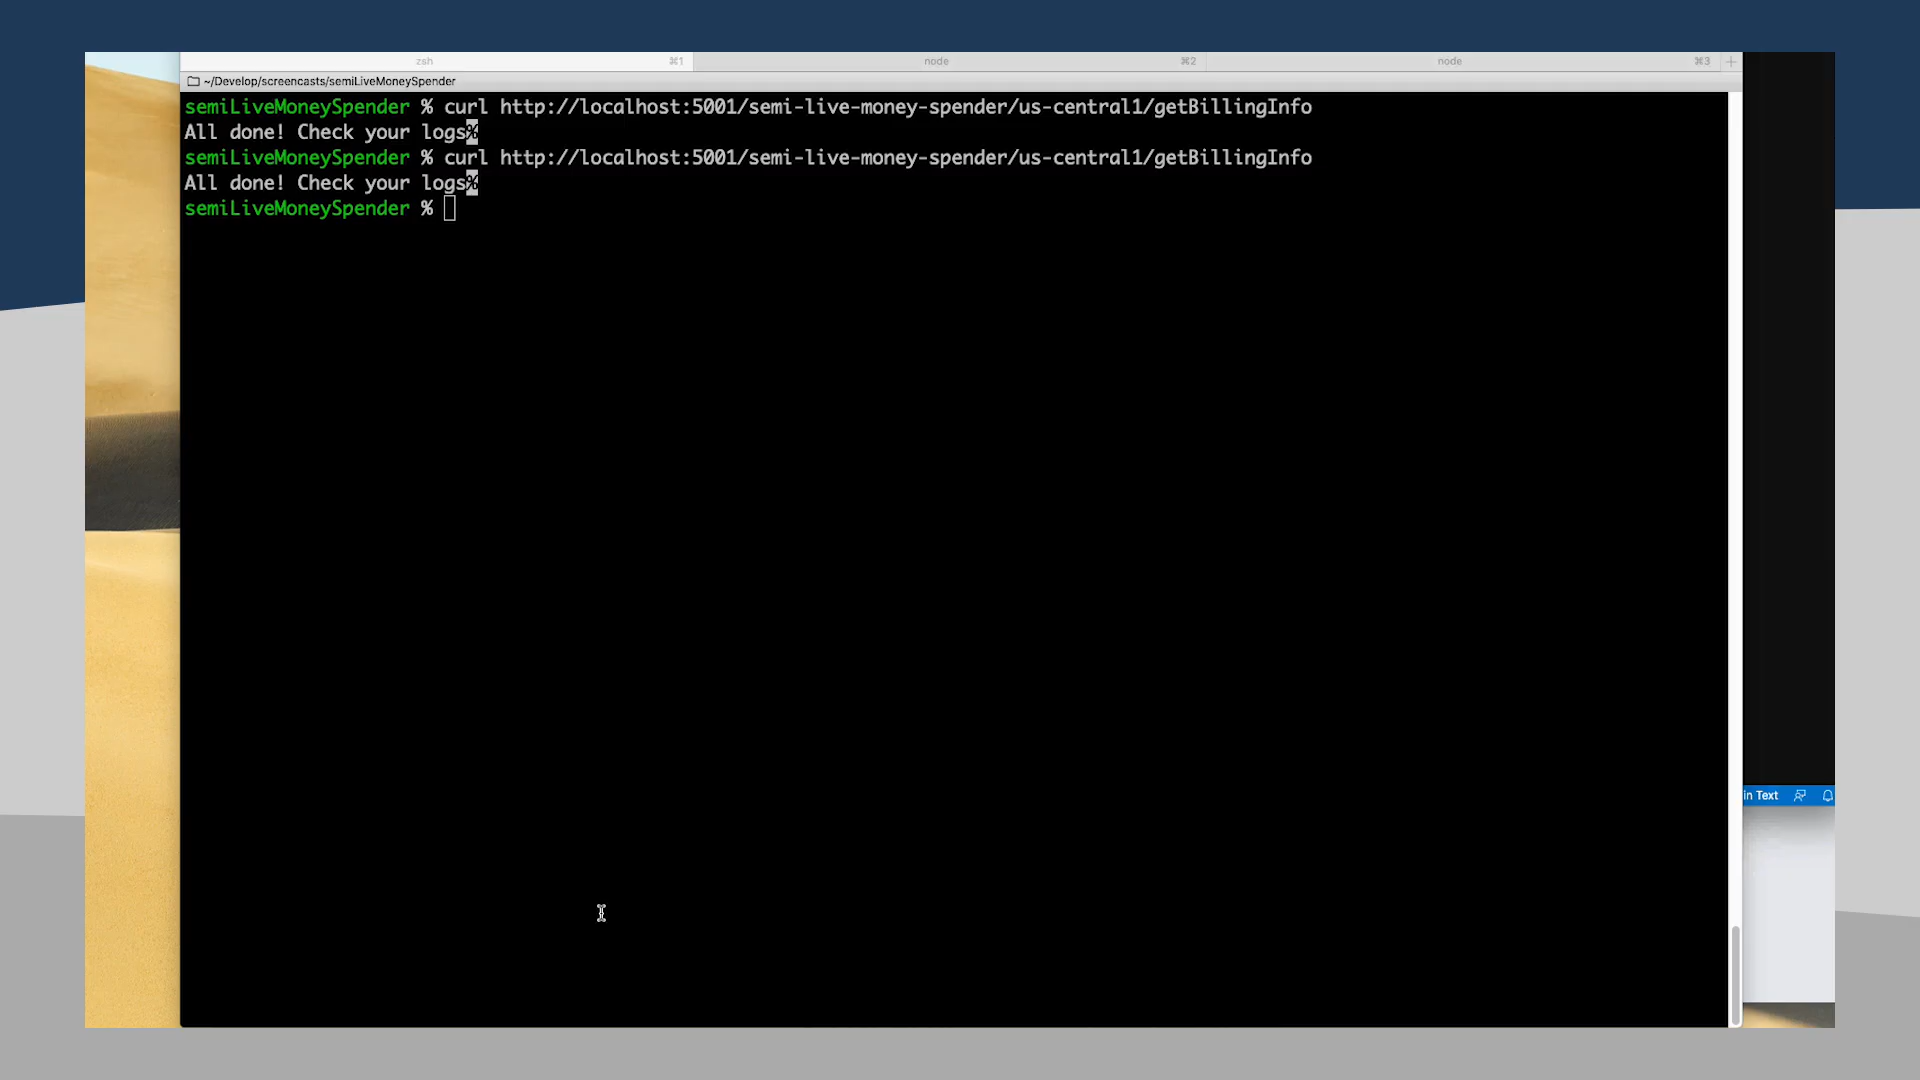 zsh ⌘1 node ⌘2 node ⌘3 +
~/Develop/screencasts/semiLiveMoneySpender
semiLiveMoneySpender % curl http://localhost:5001/semi-live-money-spender/us-central1/getBillingInfo
All done! Check your logs%
semiLiveMoneySpender % curl http://localhost:5001/semi-live-money-spender/us-central1/getBillingInfo
All done! Check your logs%
semiLiveMoneySpender %
in Text